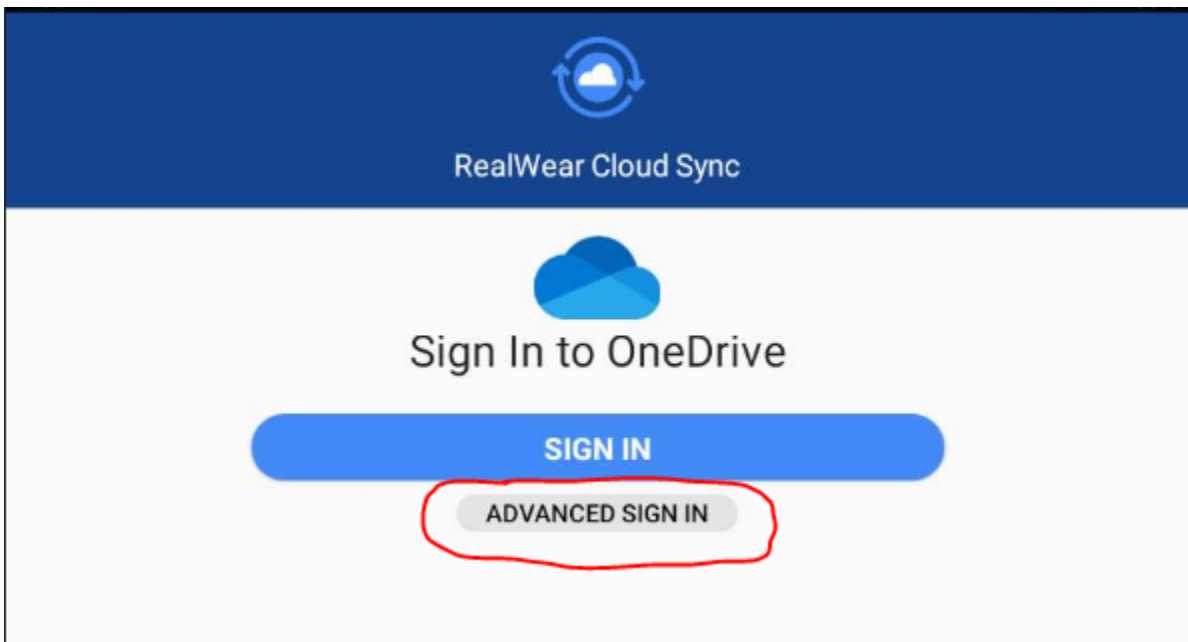 RealWear Cloud Sync
Sign In to OneDrive
SIGN IN
ADVANCED SIGN IN